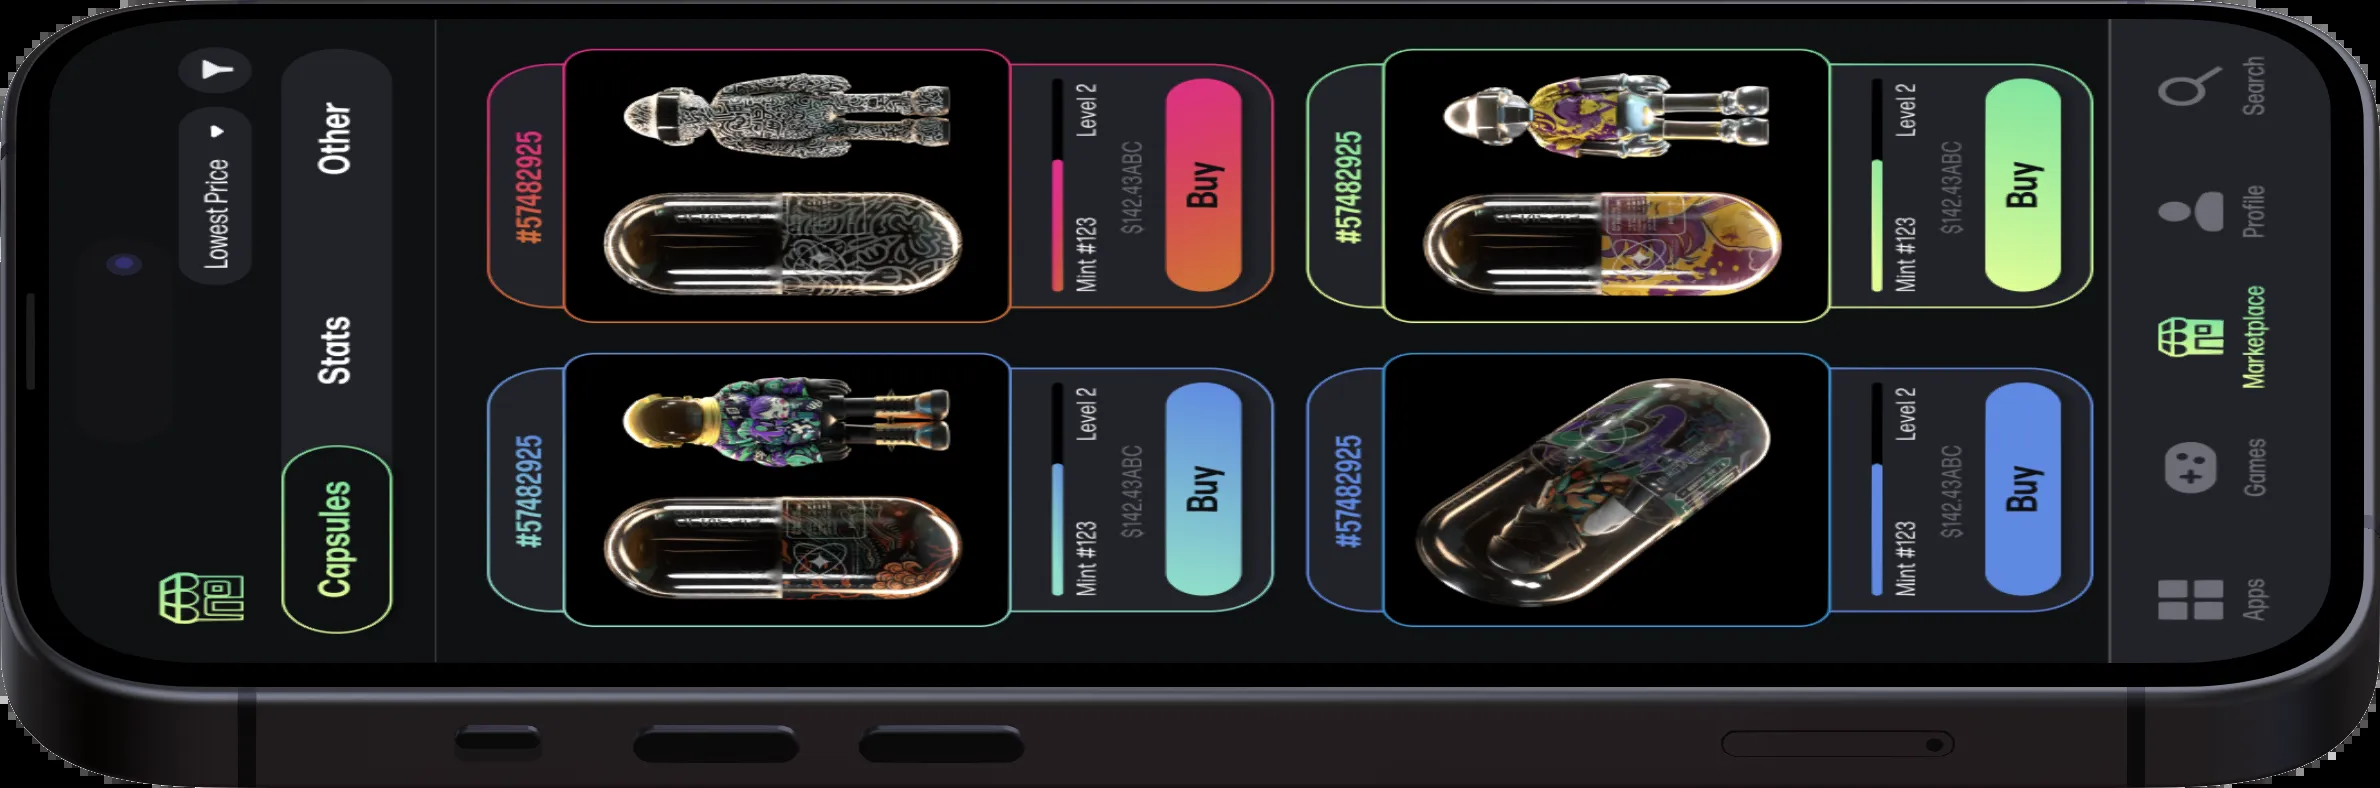 Lowest Price
Capsules Stats Other
#57482925
Mint #123 Level 2
$142.43ABC
Buy
#57482925
Mint #123 Level 2
$142.43ABC
Buy
#57482925
Mint #123 Level 2
$142.43ABC
Buy
#57482925
Mint #123 Level 2
$142.43ABC
Buy
Apps Games Marketplace Profile Search